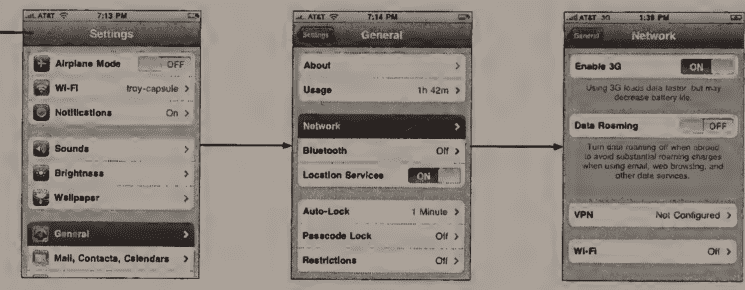 AT&T 7:13 PM
Settings
Airplane Mode OFF
Wi-Fi troy-capsule >
Notifications On >
Sounds >
Brightness >
Wallpaper >
General >
Mail, Contacts, Calendars >
AT&T 7:14 PM
Settings General
About >
Usage 1h 42m >
Network >
Bluetooth Off >
Location Services ON
Auto-Lock 1 Minute >
Passcode Lock Off >
Restrictions Off >
AT&T 3G 1:39 PM
General Network
Enable 3G ON
Using 3G loads data faster, but may
decrease battery life.
Data Roaming OFF
Turn data roaming off when abroad
to avoid substantial roaming charges
when using email, web browsing, and
other data services.
VPN Not Configured >
Wi-Fi Off >